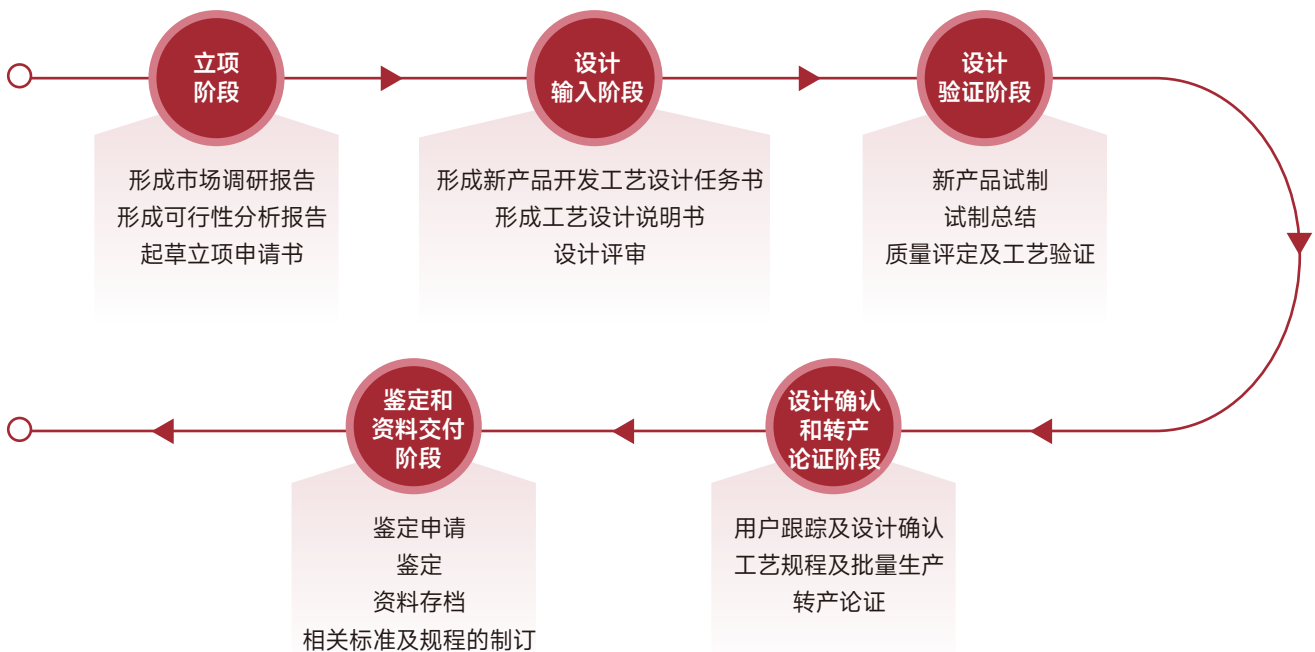 立项
阶段
形成市场调研报告
形成可行性分析报告
起草立项申请书
设计
输入阶段
形成新产品开发工艺设计任务书
形成工艺设计说明书
设计评审
设计
验证阶段
新产品试制
试制总结
质量评定及工艺验证
设计确认
和转产
论证阶段
用户跟踪及设计确认
工艺规程及批量生产
转产论证
鉴定和
资料交付
阶段
鉴定申请
鉴定
资料存档
相关标准及规程的制订